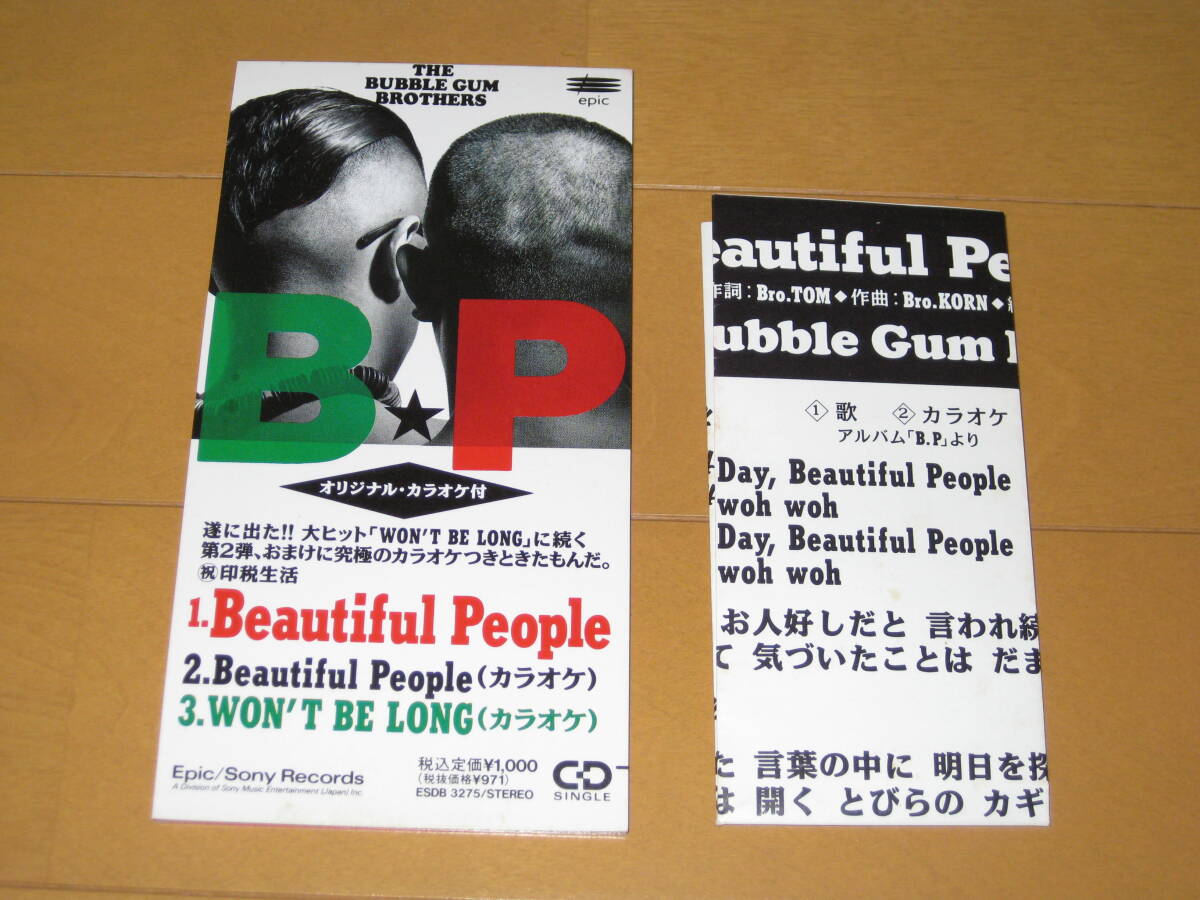 THE
BUBBLE GUM
BROTHERS
epic
B★P
オリジナル・カラオケ付
遂に出た!! 大ヒット「WON'T BE LONG」に続く
第2弾、おまけに究極のカラオケつきときたもんだ。
㊗印税生活
1.Beautiful People
2.Beautiful People(カラオケ)
3.WON'T BE LONG(カラオケ)
Epic/Sony Records
A Division of Sony Music Entertainment (Japan) Inc.
税込定価¥1,000
(税抜価格¥971)
ESDB 3275/STEREO
CD
SINGLE
eautiful Pe
作詞:Bro.TOM◆作曲:Bro.KORN◆
ubble Gum
1 歌 2 カラオケ
アルバム「B.P」より
Day, Beautiful People
woh woh
Day, Beautiful People
woh woh
お人好しだと 言われ続
て 気づいたことは だま
た 言葉の中に 明日を探
は 開く とびらの カギ